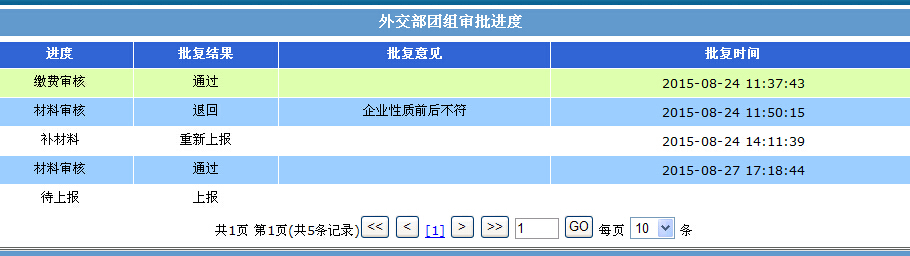 外交部团组审批进度
进度 批复结果 批复意见 批复时间
缴费审核 通过 2015-08-24 11:37:43
材料审核 退回 企业性质前后不符 2015-08-24 11:50:15
补材料 重新上报 2015-08-24 14:11:39
材料审核 通过 2015-08-27 17:18:44
待上报 上报
共1页 第1页(共5条记录) << < [1] > >> 1 GO 每页 10 条